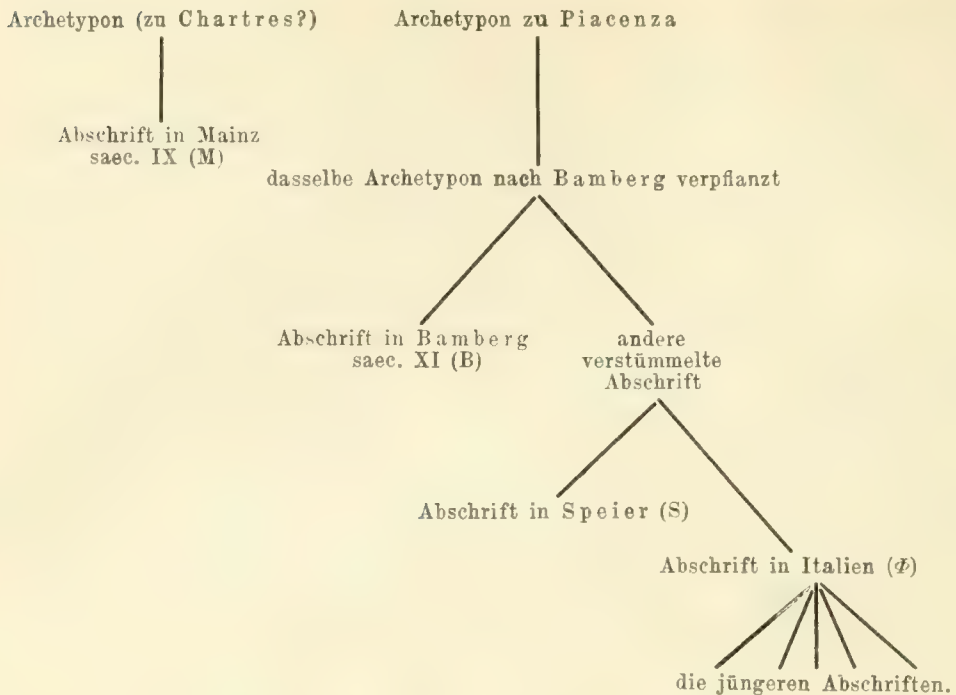 Archetypon (zu Chartres?)
Archetypon zu Piacenza
Abschrift in Mainz
saec. IX (M)
dasselbe Archetypon nach Bamberg verpflanzt
Abschrift in Bamberg
saec. XI (B)
andere
verstümmelte
Abschrift
Abschrift in Speier (S)
Abschrift in Italien (Φ)
die jüngeren Abschriften.